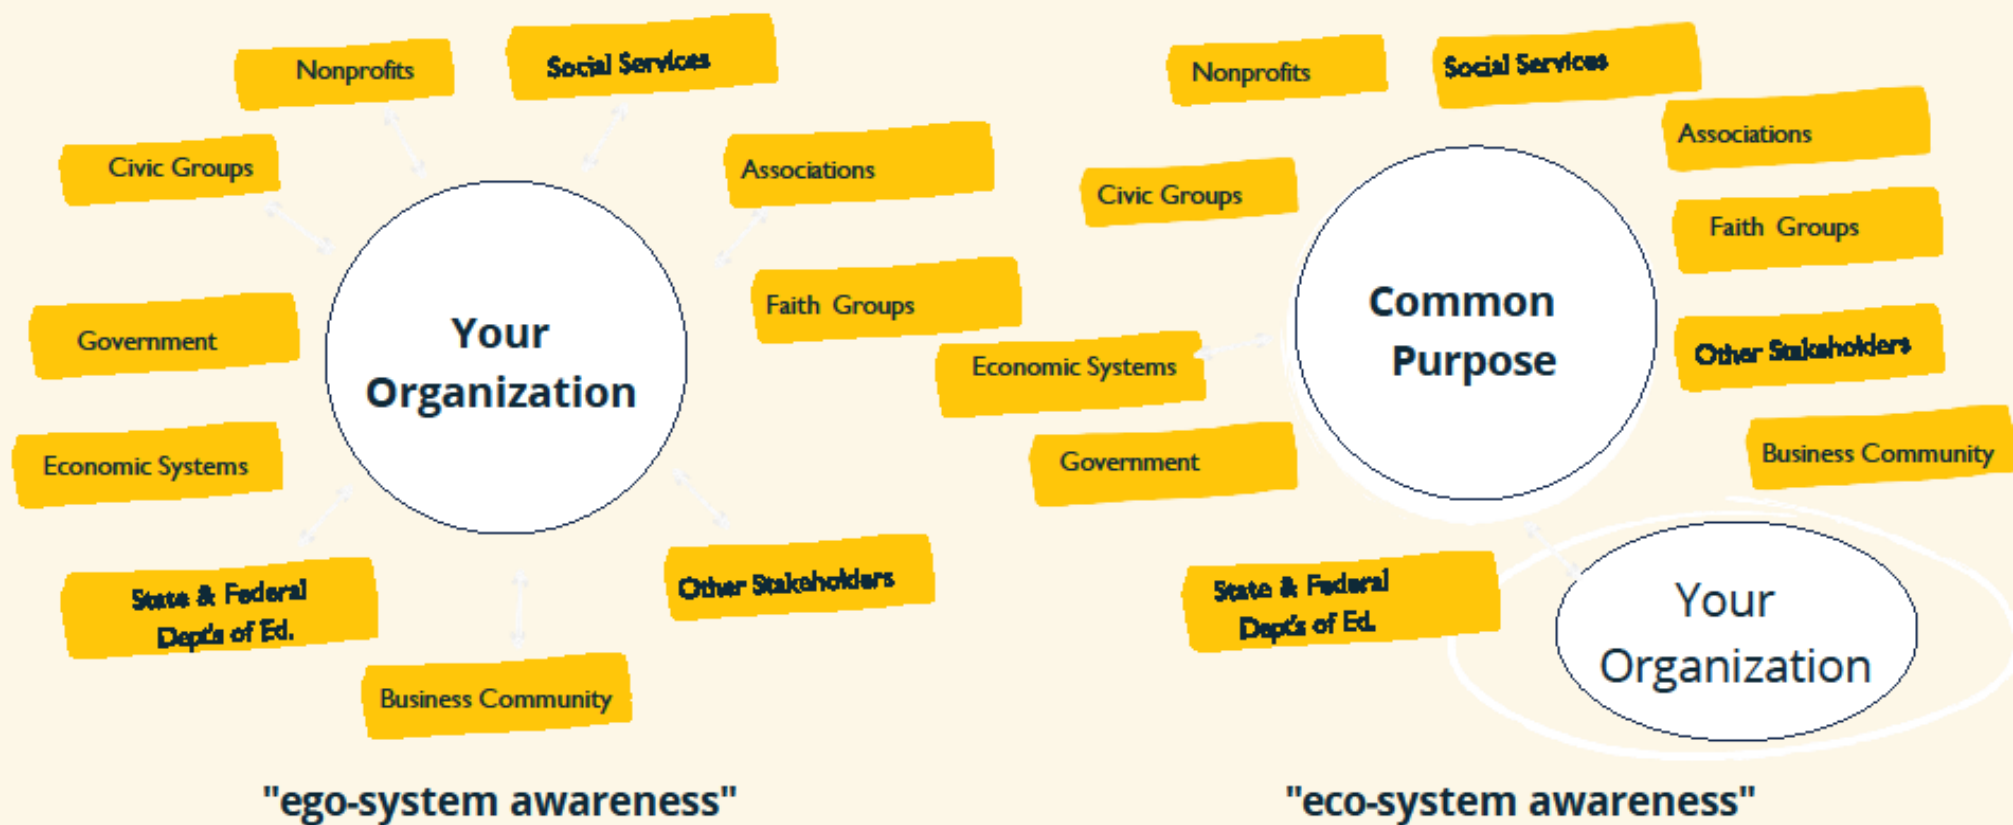 Nonprofits
Social Services
Civic Groups
Associations
Government
Faith Groups
Your
Organization
Economic Systems
State & Federal
Dept's of Ed.
Other Stakeholders
Business Community
"ego-system awareness"
Nonprofits
Social Services
Associations
Civic Groups
Faith Groups
Common
Purpose
Economic Systems
Other Stakeholders
Government
Business Community
State & Federal
Dept's of Ed.
Your
Organization
"eco-system awareness"